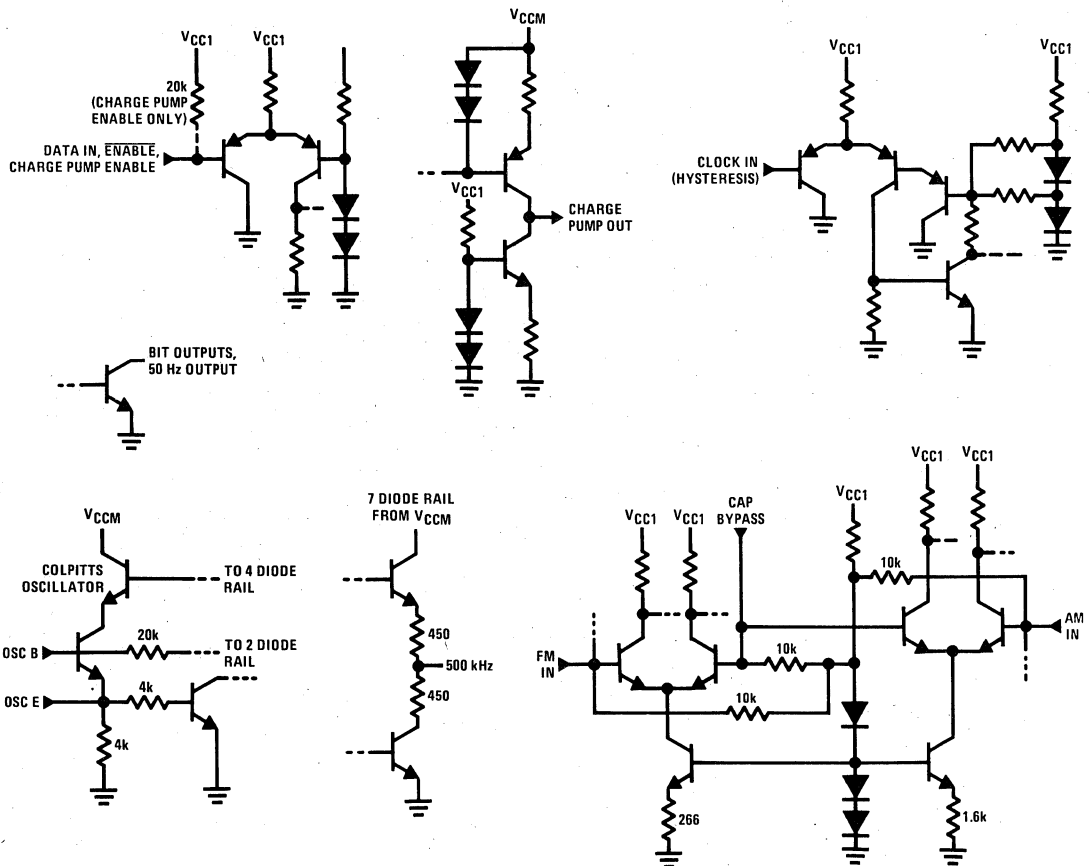 VCC1
VCC1
20k
(CHARGE PUMP
ENABLE ONLY)
DATA IN, ENABLE,
CHARGE PUMP ENABLE
VCCM
VCC1
CHARGE
PUMP OUT
VCC1
VCC1
CLOCK IN
(HYSTERESIS)
BIT OUTPUTS,
50 Hz OUTPUT
VCCM
COLPITTS
OSCILLATOR
TO 4 DIODE
RAIL
OSC B
20k
TO 2 DIODE
RAIL
OSC E
4k
4k
7 DIODE RAIL
FROM VCCM
450
500 kHz
450
VCC1
VCC1
CAP
BYPASS
VCC1
VCC1
VCC1
10k
AM
IN
FM
IN
10k
10k
266
1.6k